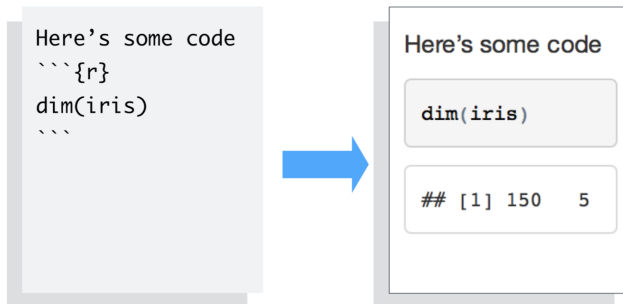 Here's some code
```{r}
dim(iris)
```
Here's some code
dim(iris)
## [1] 150   5